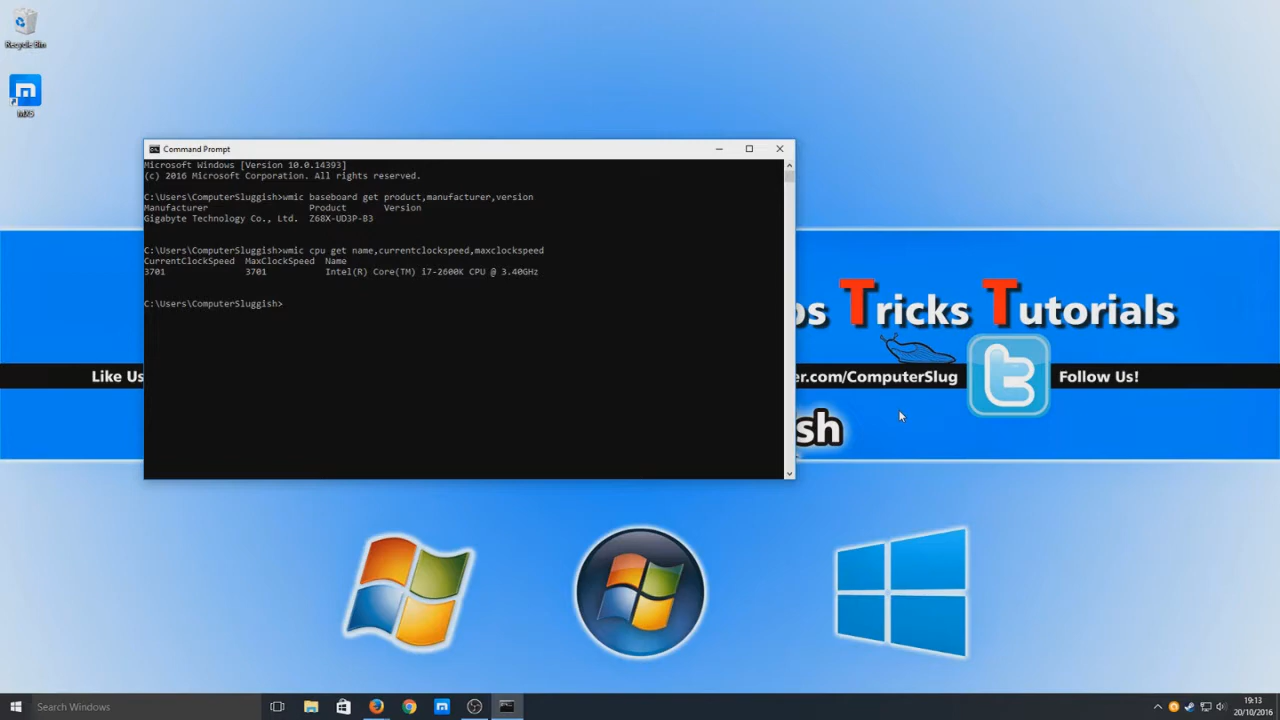 Recycle Bin
MX5
Command Prompt
Microsoft Windows [Version 10.0.14393]
(c) 2016 Microsoft Corporation. All rights reserved.
C:\Users\ComputerSluggish>wmic baseboard get product,manufacturer,version
Manufacturer Product Version
Gigabyte Technology Co., Ltd. Z68X-UD3P-B3
C:\Users\ComputerSluggish>wmic cpu get name,currentclockspeed,maxclockspeed
CurrentClockSpeed MaxClockSpeed Name
3701 3701 Intel(R) Core(TM) i7-2600K CPU @ 3.40GHz
C:\Users\ComputerSluggish>
ps Tricks Tutorials
Like Us
er.com/ComputerSlug
Follow Us!
sh
Search Windows
19:13
20/10/2016